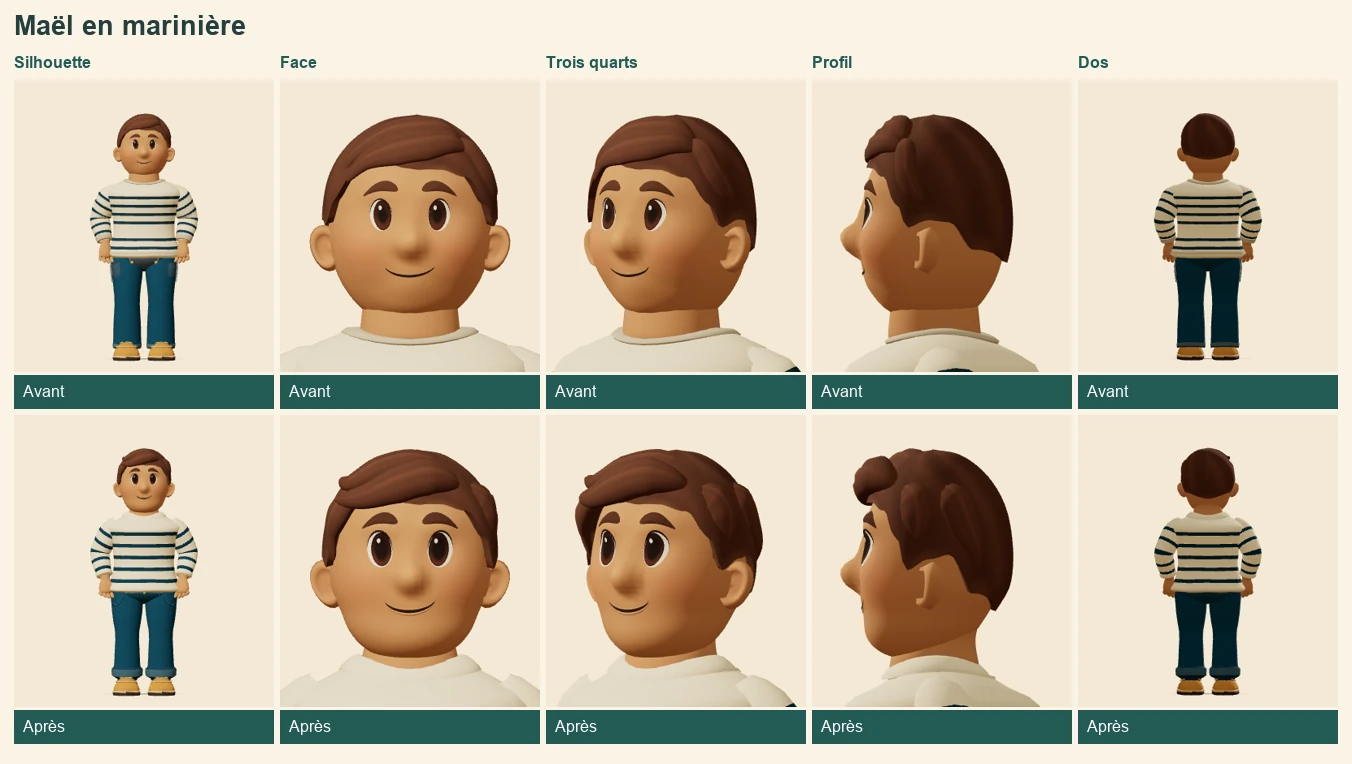 Maël en marinière
Silhouette Face Trois quarts Profil Dos
Avant Avant Avant Avant Avant
Après Après Après Après Après